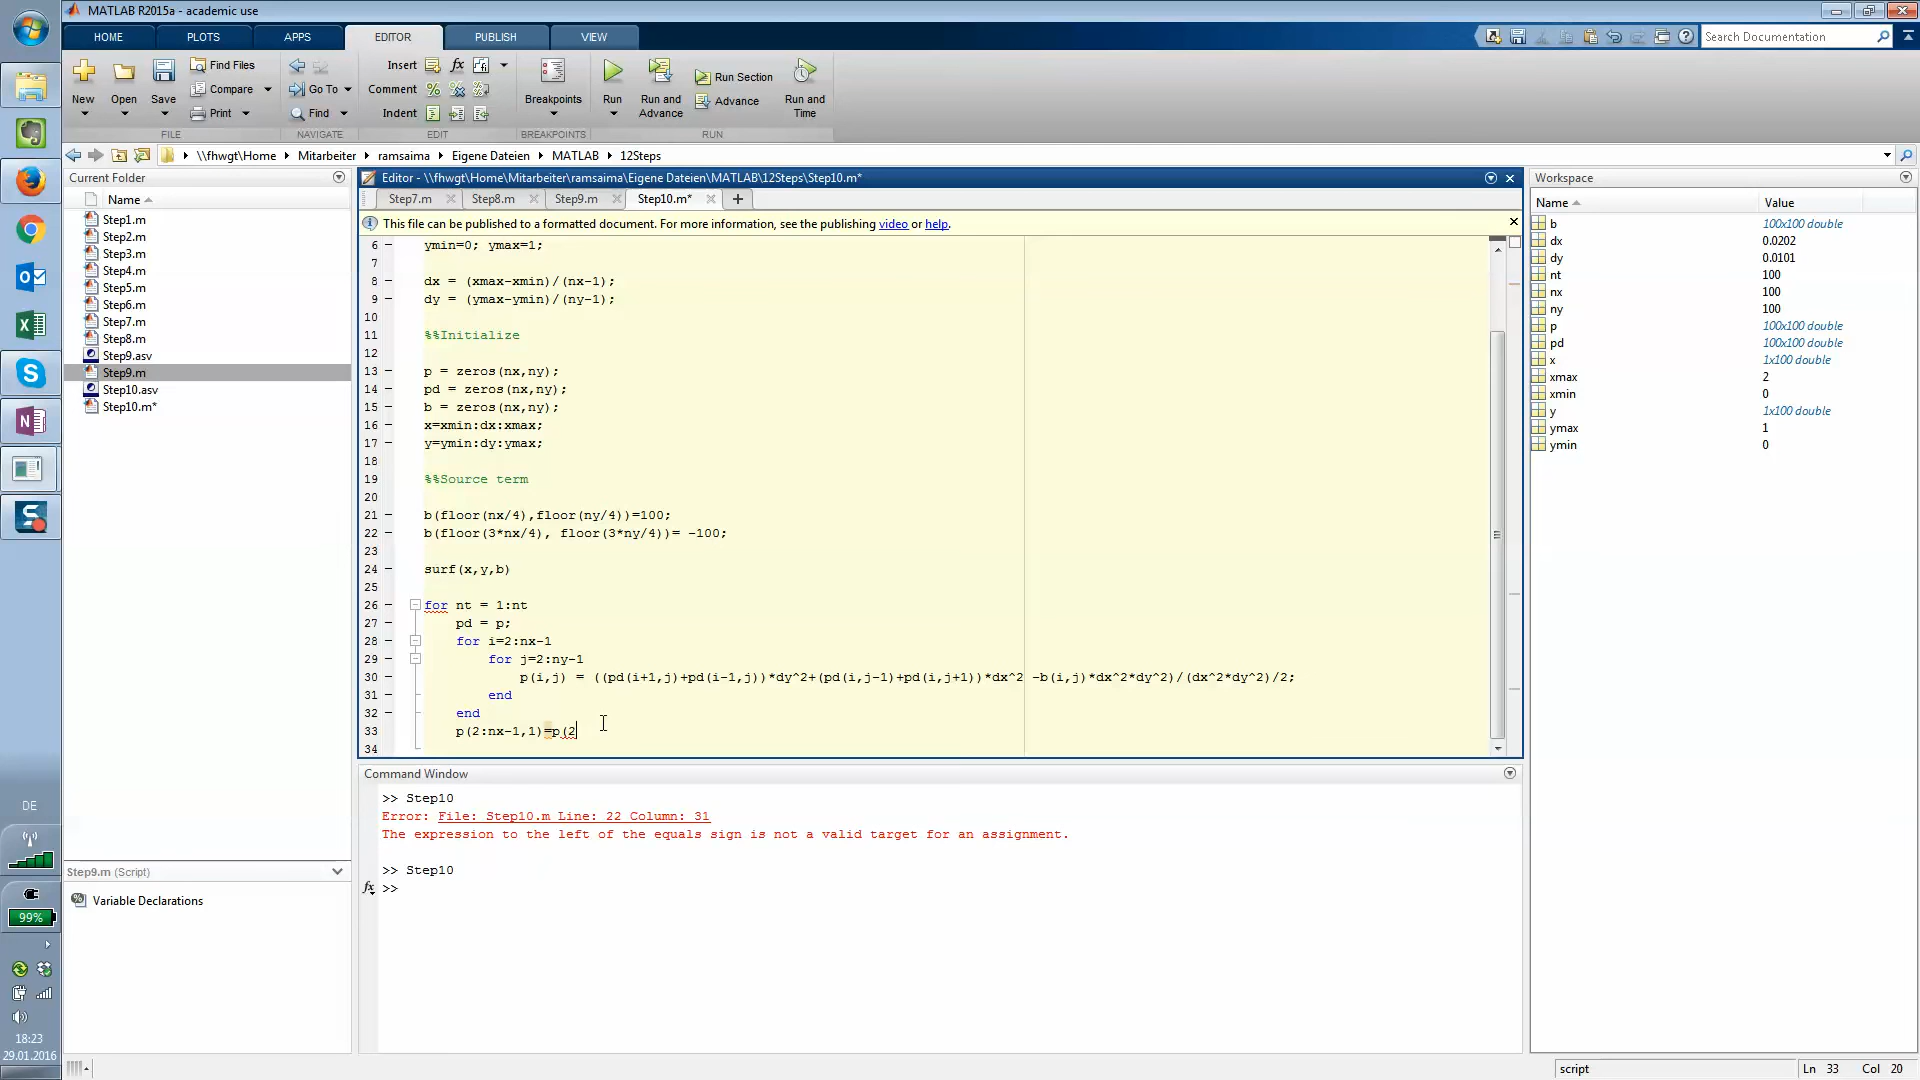 MATLAB R2015a - academic use
HOME PLOTS APPS EDITOR PUBLISH VIEW
Search Documentation
New Open Save
Find Files
Compare
Print
Go To
Find
Insert
Comment
Indent
Breakpoints
Run
Run and Advance
Run Section
Advance
Run and Time
FILE NAVIGATE EDIT BREAKPOINTS RUN
\\fhwgt\Home Mitarbeiter ramsaima Eigene Dateien MATLAB 12Steps
Current Folder
Name
Step1.m
Step2.m
Step3.m
Step4.m
Step5.m
Step6.m
Step7.m
Step8.m
Step9.asv
Step9.m
Step10.asv
Step10.m*
Step9.m (Script)
Variable Declarations
Editor - \\fhwgt\Home\Mitarbeiter\ramsaima\Eigene Dateien\MATLAB\12Steps\Step10.m*
Step7.m Step8.m Step9.m Step10.m* +
This file can be published to a formatted document. For more information, see the publishing video or help.
6 ymin=0; ymax=1;
7
8 dx = (xmax-xmin)/(nx-1);
9 dy = (ymax-ymin)/(ny-1);
10
11 %%Initialize
12
13 p = zeros(nx,ny);
14 pd = zeros(nx,ny);
15 b = zeros(nx,ny);
16 x=xmin:dx:xmax;
17 y=ymin:dy:ymax;
18
19 %%Source term
20
21 b(floor(nx/4),floor(ny/4))=100;
22 b(floor(3*nx/4), floor(3*ny/4))= -100;
23
24 surf(x,y,b)
25
26 for nt = 1:nt
27 pd = p;
28 for i=2:nx-1
29 for j=2:ny-1
30 p(i,j) = ((pd(i+1,j)+pd(i-1,j))*dy^2+(pd(i,j-1)+pd(i,j+1))*dx^2 -b(i,j)*dx^2*dy^2)/(dx^2*dy^2)/2;
31 end
32 end
33 p(2:nx-1,1)=p(2
34
Command Window
>> Step10
Error: File: Step10.m Line: 22 Column: 31
The expression to the left of the equals sign is not a valid target for an assignment.
>> Step10
fx >>
Workspace
Name Value
b 100x100 double
dx 0.0202
dy 0.0101
nt 100
nx 100
ny 100
p 100x100 double
pd 100x100 double
x 1x100 double
xmax 2
xmin 0
y 1x100 double
ymax 1
ymin 0
script
Ln 33 Col 20
DE
99%
18:23
29.01.2016